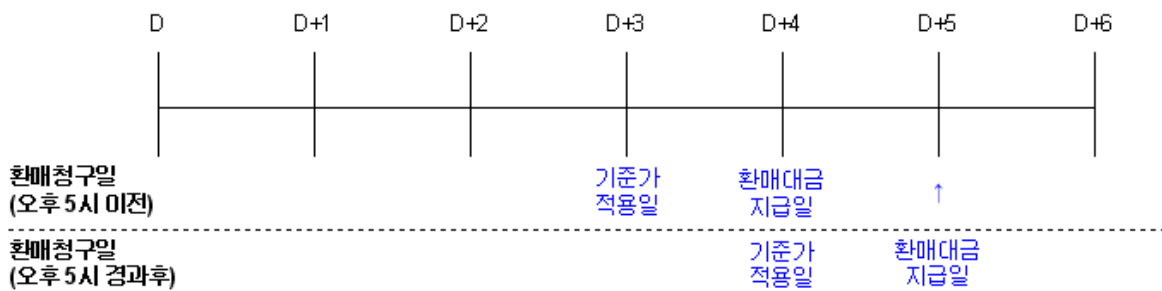 D D+1 D+2 D+3 D+4 D+5 D+6
환매청구일 기준가 환매대금 ↑
(오후 5시 이전) 적용일 지급일
환매청구일 기준가 환매대금
(오후 5시 경과후) 적용일 지급일